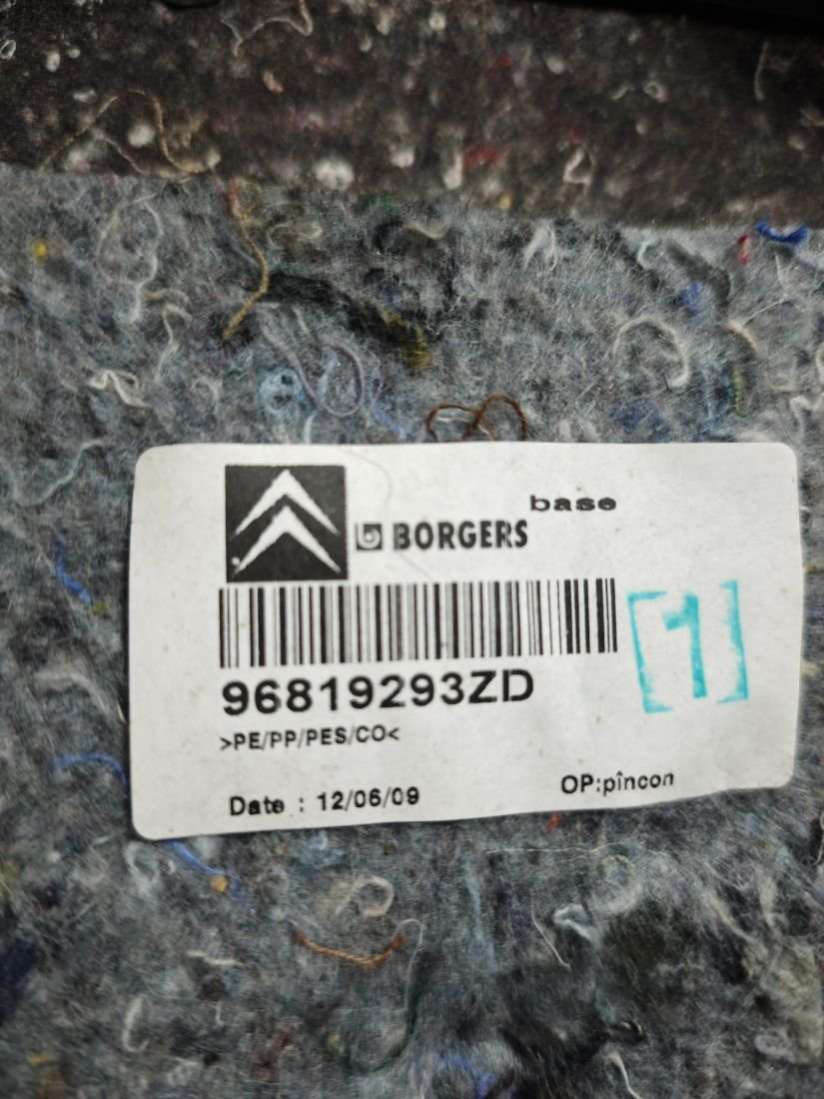 base
BORGERS
[1]
96819293ZD
>PE/PP/PES/CO<
Date : 12/06/09
OP:pîncon